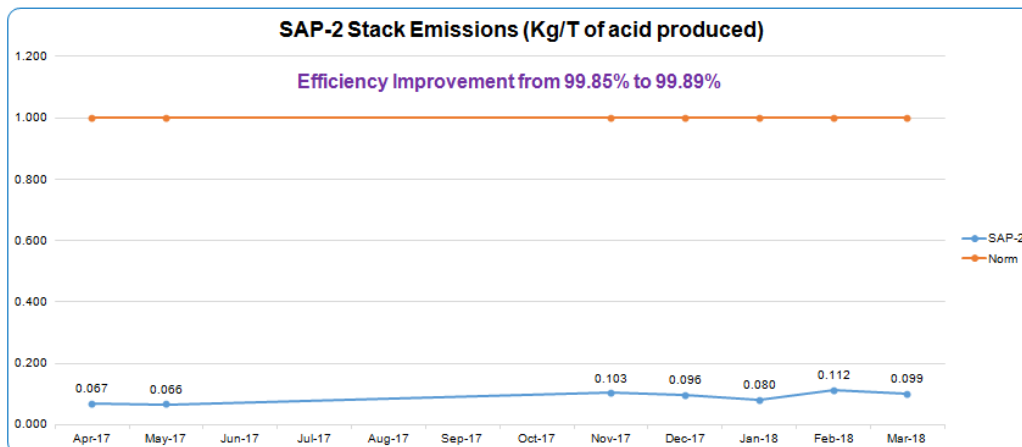 SAP-2 Stack Emissions (Kg/T of acid produced)
1.200
Efficiency Improvement from 99.85% to 99.89%
1.000
0.800
0.600
SAP-2
Norm
0.400
0.200
0.067 0.066 0.103 0.096 0.080 0.112 0.099
0.000
Apr-17 May-17 Jun-17 Jul-17 Aug-17 Sep-17 Oct-17 Nov-17 Dec-17 Jan-18 Feb-18 Mar-18